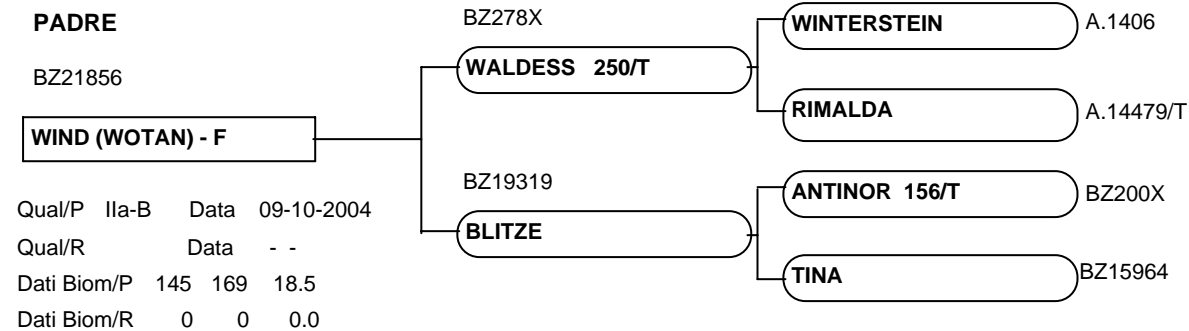 PADRE
BZ21856
WIND (WOTAN) - F
Qual/P IIa-B Data 09-10-2004
Qual/R Data - -
Dati Biom/P 145 169 18.5
Dati Biom/R 0 0 0.0
BZ278X
WALDESS 250/T
BZ19319
BLITZE
WINTERSTEIN A.1406
RIMALDA A.14479/T
ANTINOR 156/T BZ200X
TINA BZ15964